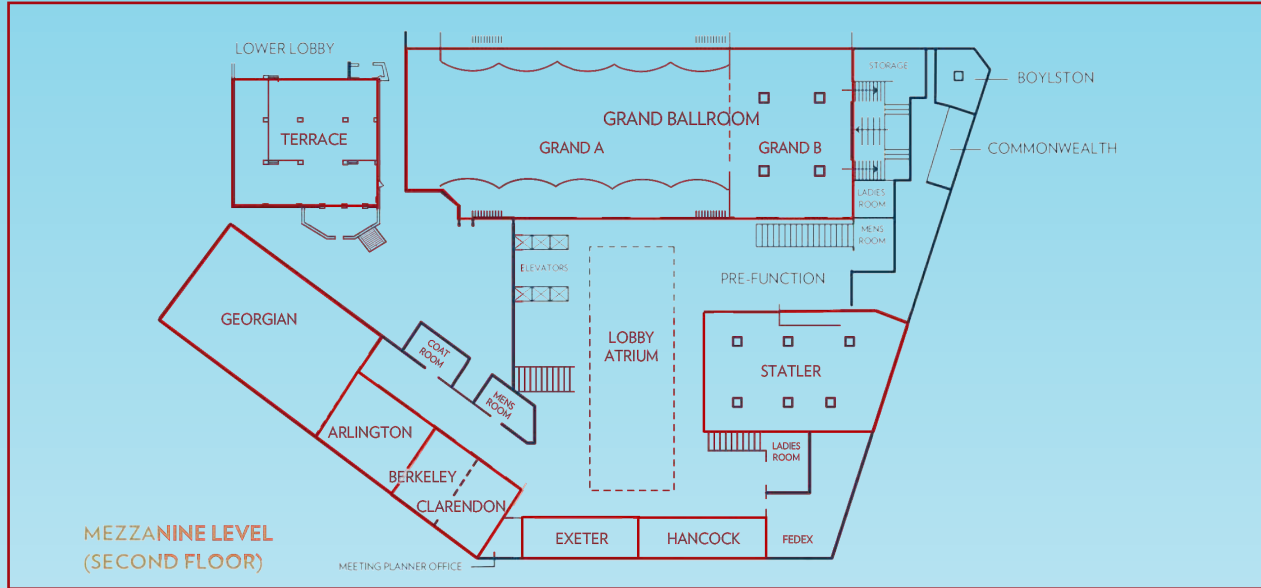 LOWER LOBBY
STORAGE
BOYLSTON
GRAND BALLROOM
TERRACE
GRAND A
GRAND B
COMMONWEALTH
LADIES
ROOM
MENS
ROOM
ELEVATORS
PRE-FUNCTION
GEORGIAN
LOBBY
ATRIUM
COAT
ROOM
STATLER
MENS
ROOM
ARLINGTON
LADIES
ROOM
BERKELEY
CLARENDON
MEZZANINE LEVEL
(SECOND FLOOR)
EXETER
HANCOCK
FEDEX
MEETING PLANNER OFFICE